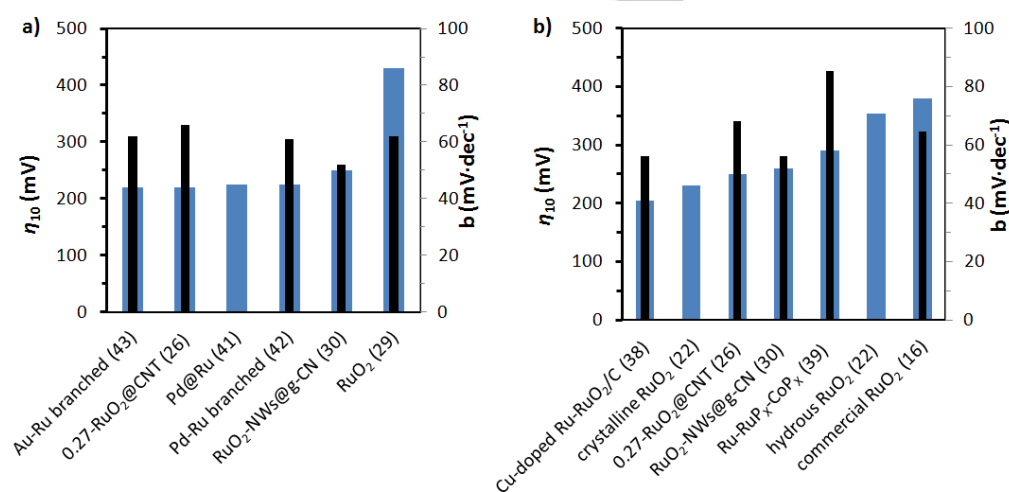 a)
500
400
300
200
100
0
η10 (mV)
100
80
60
40
20
0
b (mV·dec⁻¹)
Au-Ru branched (43)
0.27-RuO₂@CNT (26)
Pd@Ru (41)
Pd-Ru branched (42)
RuO₂-NWs@g-CN (30)
RuO₂ (29)
b)
500
400
300
200
100
0
η10 (mV)
100
80
60
40
20
0
b (mV·dec⁻¹)
Cu-doped Ru-RuO₂/C (38)
crystalline RuO₂ (22)
0.27-RuO₂@CNT (26)
RuO₂-NWs@g-CN (30)
Ru-RuPₓ-CoPₓ (39)
hydrous RuO₂ (22)
commercial RuO₂ (16)